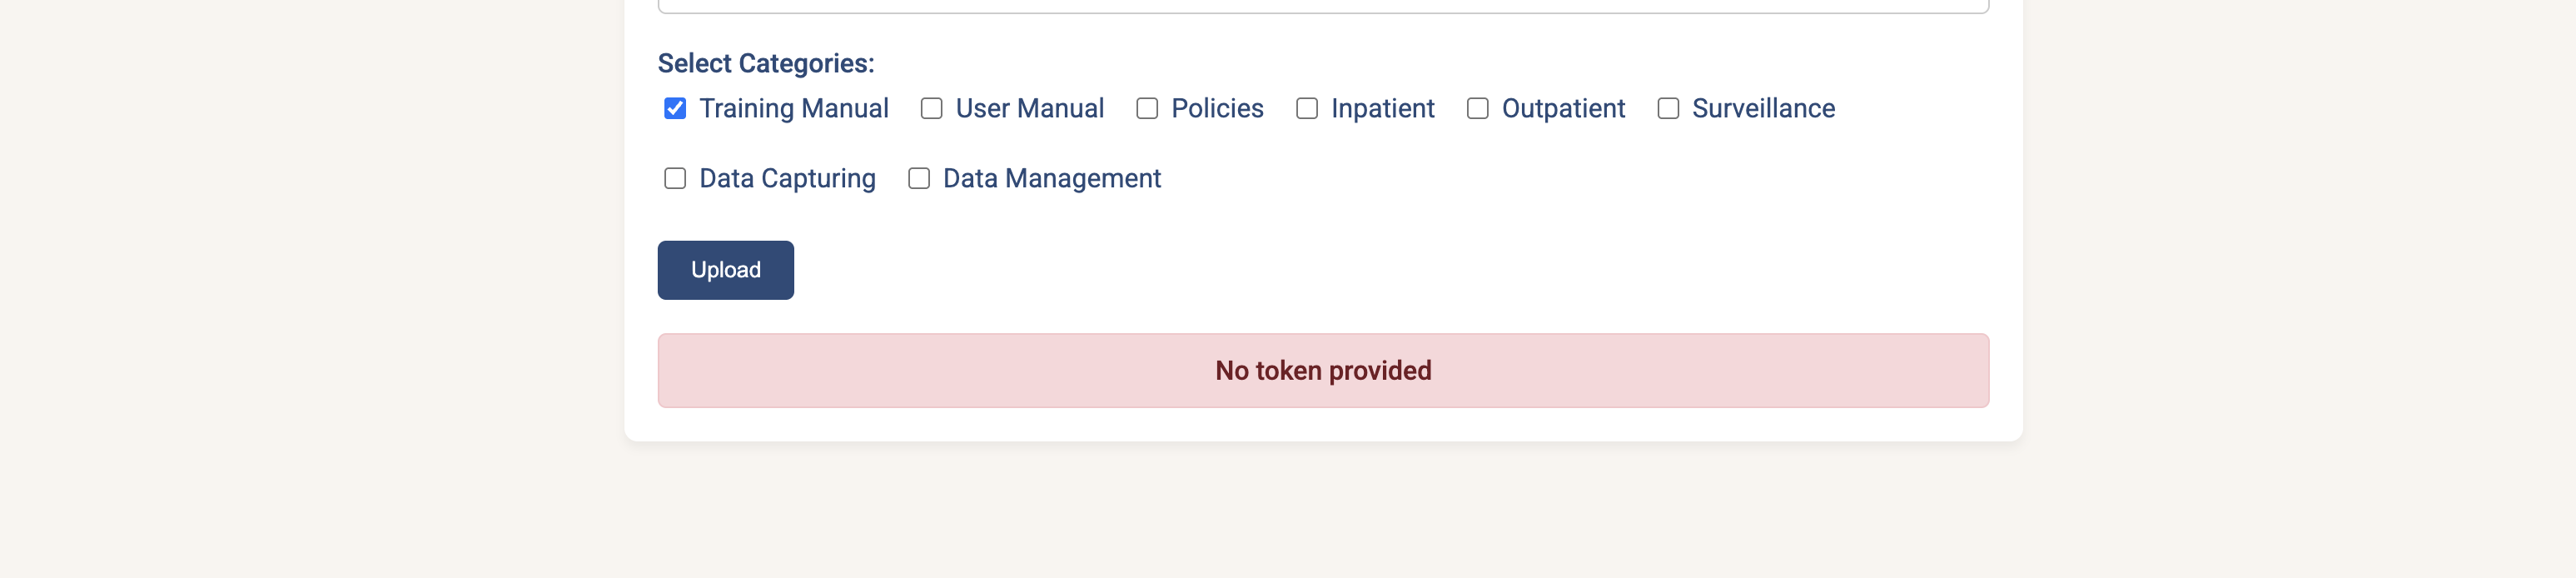 Select Categories:
Training Manual User Manual Policies Inpatient Outpatient Surveillance
Data Capturing Data Management
Upload
No token provided